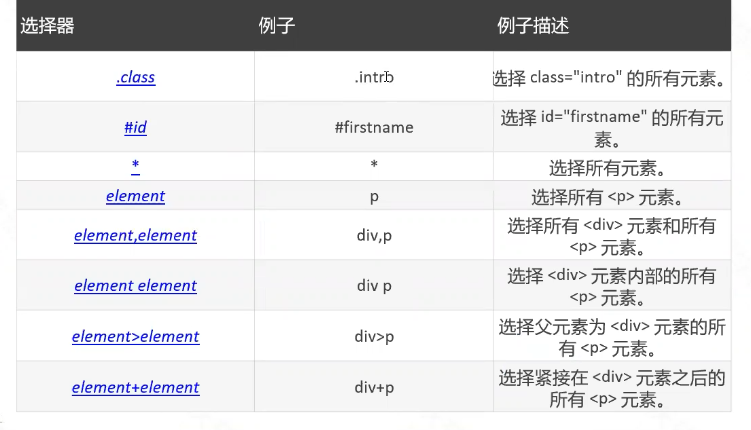 选择器 例子 例子描述
.class .intro 选择 class="intro" 的所有元素。
#id #firstname 选择 id="firstname" 的所有元
素。
* * 选择所有元素。
element p 选择所有 <p> 元素。
element,element div,p 选择所有 <div> 元素和所有
<p> 元素。
element element div p 选择 <div> 元素内部的所有
<p> 元素。
element>element div>p 选择父元素为 <div> 元素的所
有 <p> 元素。
element+element div+p 选择紧接在 <div> 元素之后的
所有 <p> 元素。